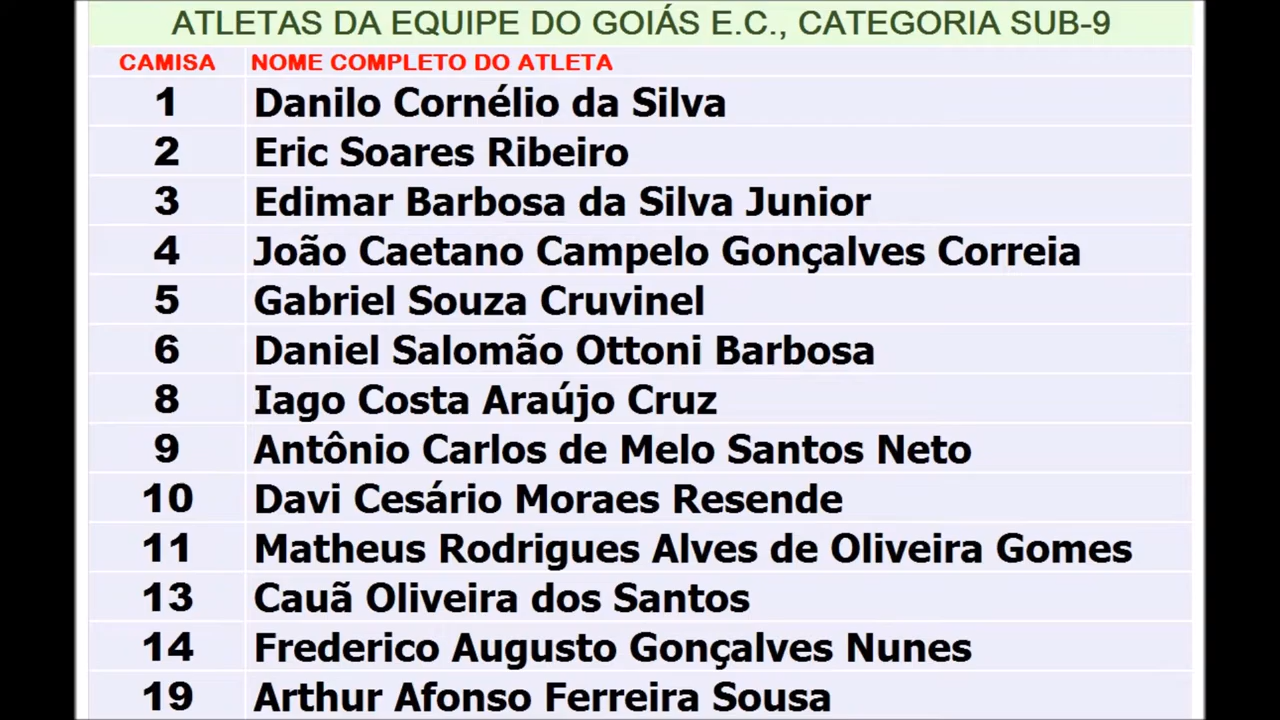 ATLETAS DA EQUIPE DO GOIÁS E.C., CATEGORIA SUB-9
CAMISA NOME COMPLETO DO ATLETA
1 Danilo Cornélio da Silva
2 Eric Soares Ribeiro
3 Edimar Barbosa da Silva Junior
4 João Caetano Campelo Gonçalves Correia
5 Gabriel Souza Cruvinel
6 Daniel Salomão Ottoni Barbosa
8 Iago Costa Araújo Cruz
9 Antônio Carlos de Melo Santos Neto
10 Davi Cesário Moraes Resende
11 Matheus Rodrigues Alves de Oliveira Gomes
13 Cauã Oliveira dos Santos
14 Frederico Augusto Gonçalves Nunes
19 Arthur Afonso Ferreira Sousa